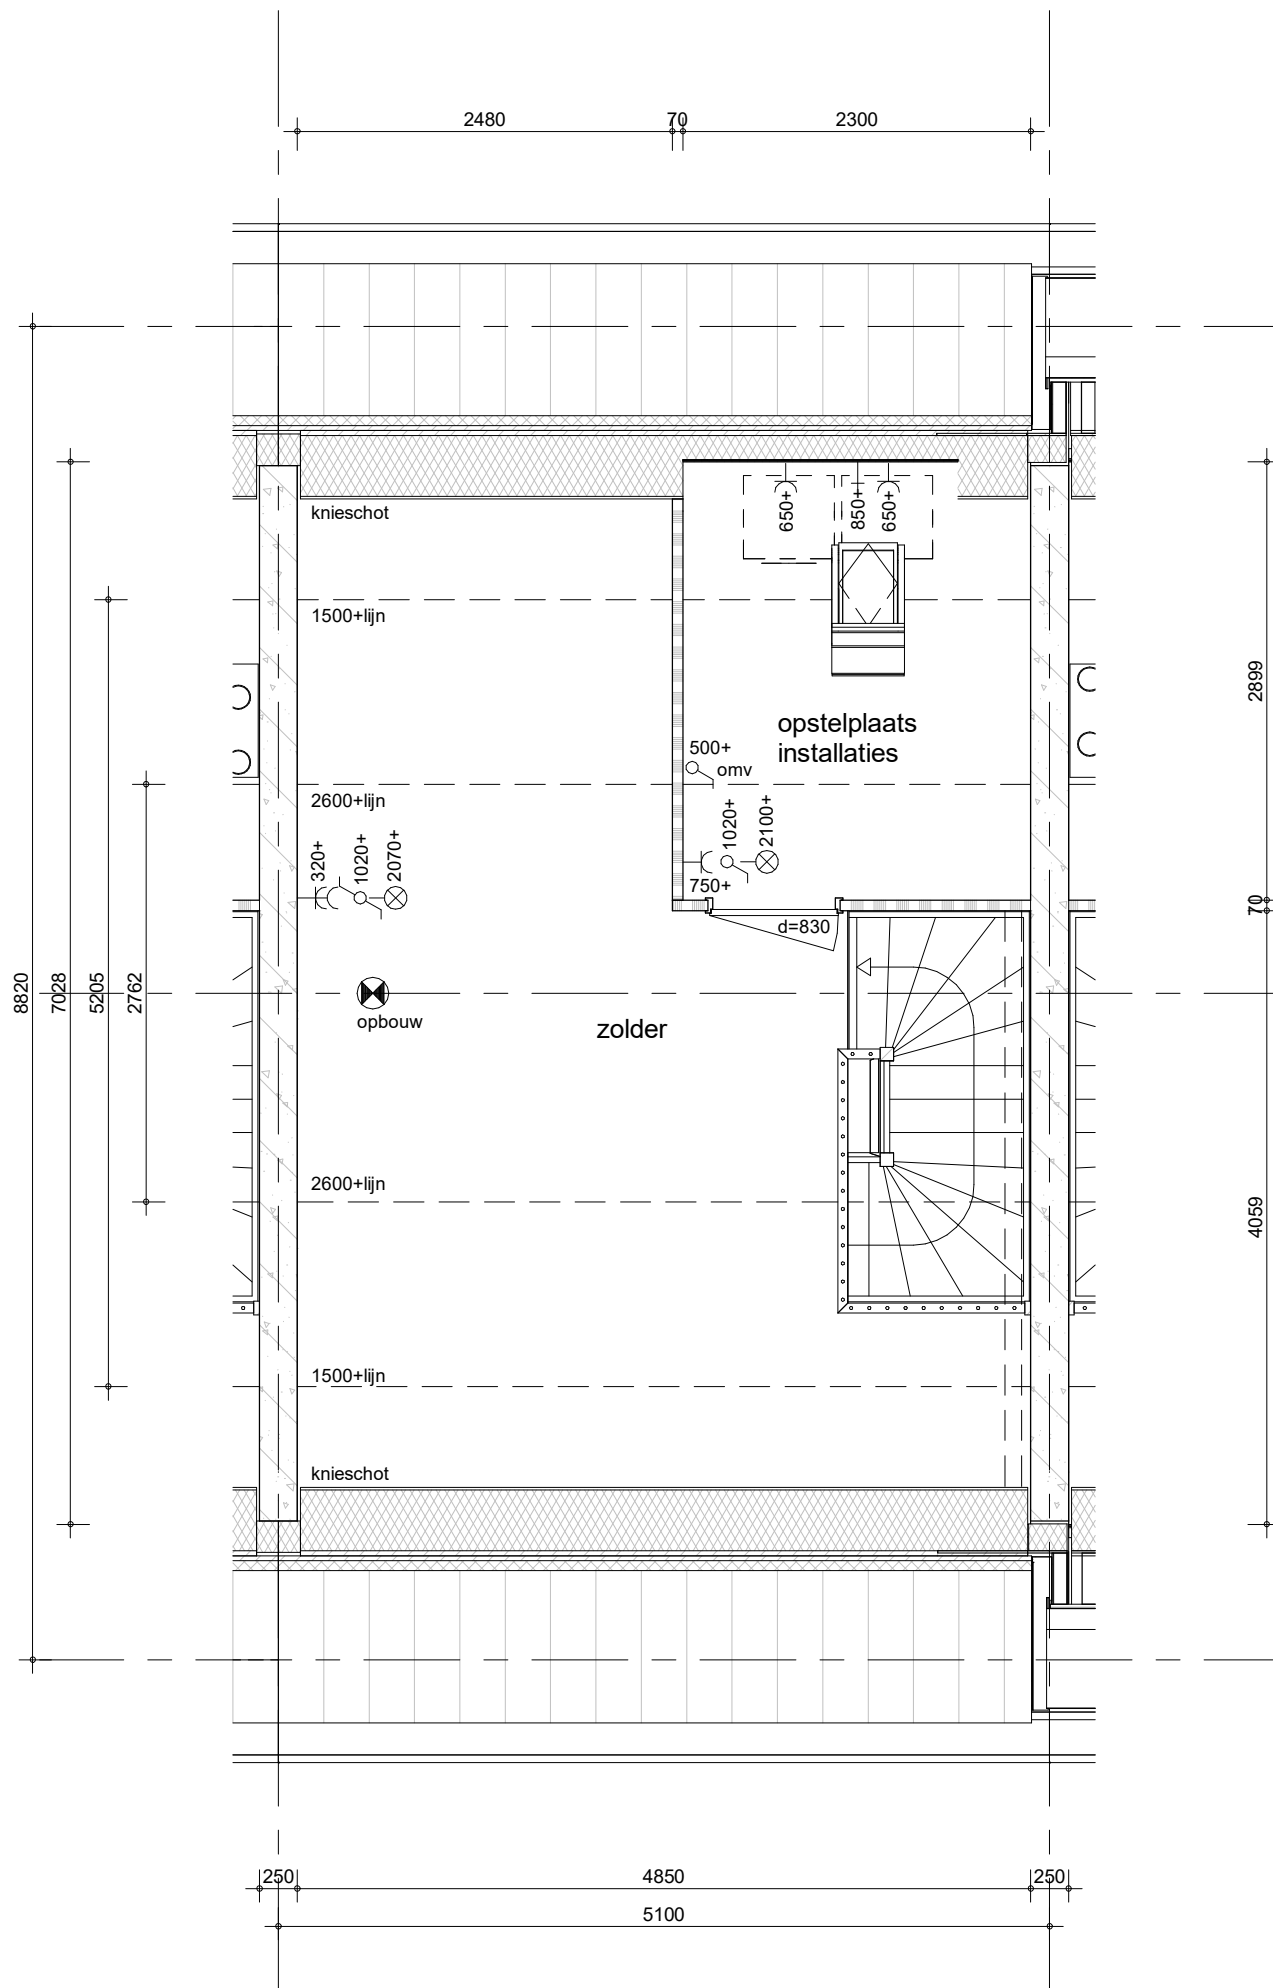 2480 70 2300
knieschot
650+ 850+ 650+
1500+lijn
2899
opstelplaats
installaties
500+
omv
2600+lijn
320+ 1020+ 2070+
1020+ 2100+
750+
d=830
70
8820 7028 5205 2762
opbouw
zolder
2600+lijn
4059
1500+lijn
knieschot
250 4850 250
5100